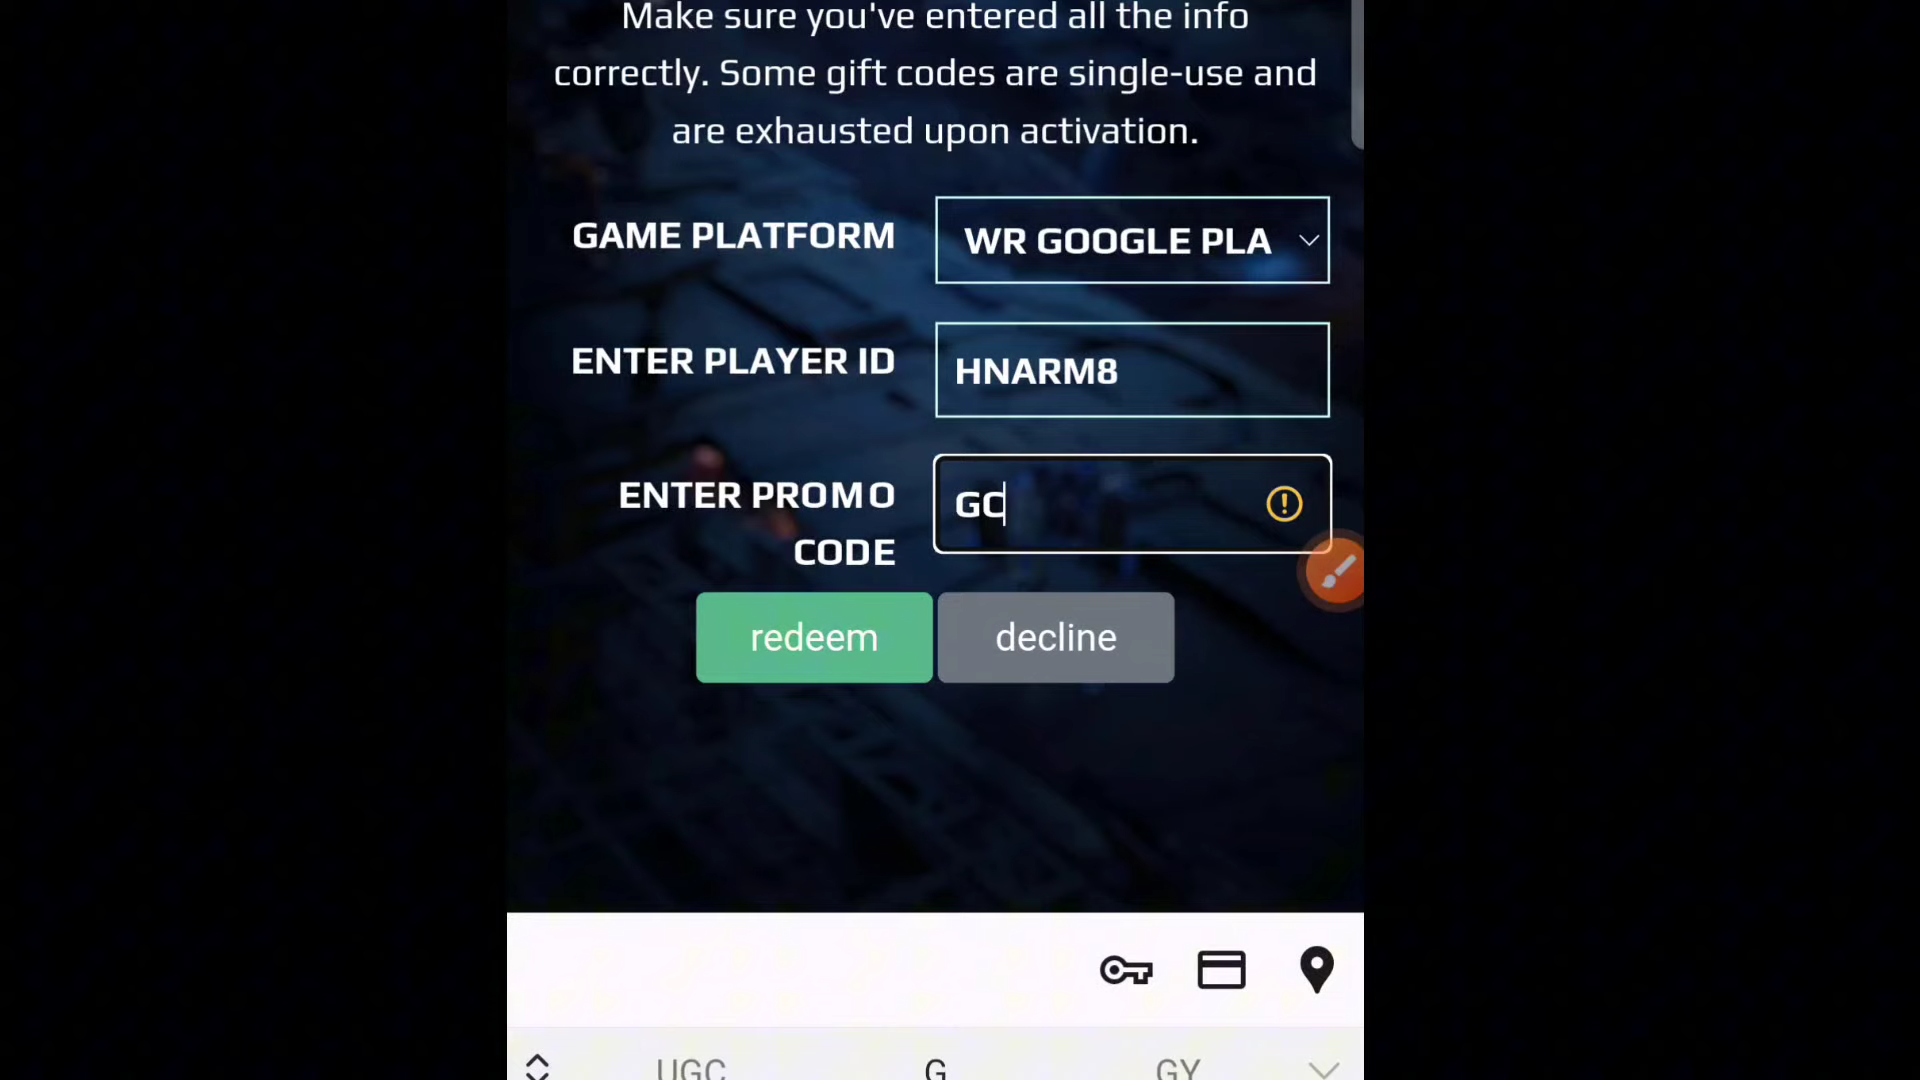 Make sure you've entered all the info
correctly. Some gift codes are single-use and
are exhausted upon activation.
GAME PLATFORM
WR GOOGLE PLA
ENTER PLAYER ID
HNARM8
ENTER PROMO
CODE
GC
redeem
decline
UGC
G
GY